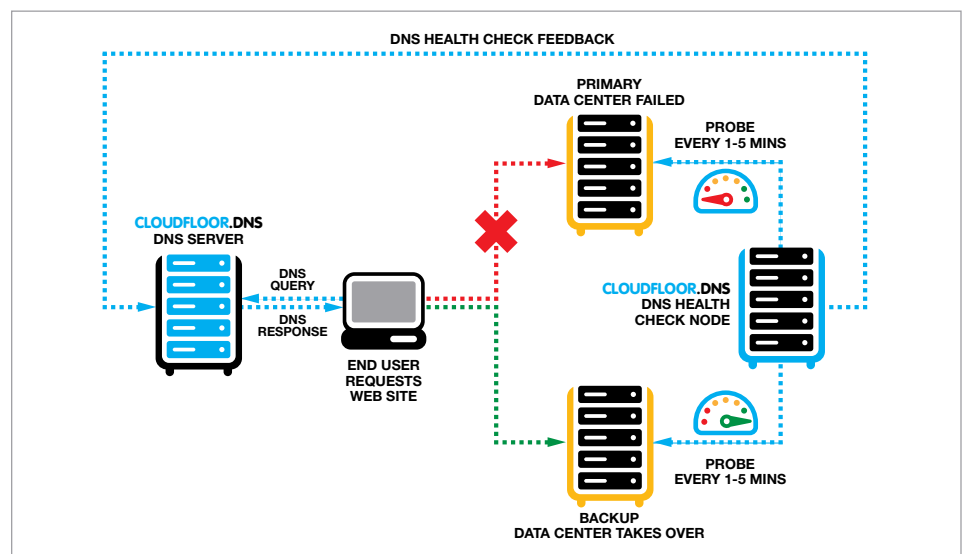 DNS HEALTH CHECK FEEDBACK
PRIMARY
DATA CENTER FAILED
PROBE
EVERY 1-5 MINS
CLOUDFLOOR.DNS
DNS SERVER
DNS
QUERY
DNS
RESPONSE
END USER
REQUESTS
WEB SITE
CLOUDFLOOR.DNS
DNS HEALTH
CHECK NODE
PROBE
EVERY 1-5 MINS
BACKUP
DATA CENTER TAKES OVER